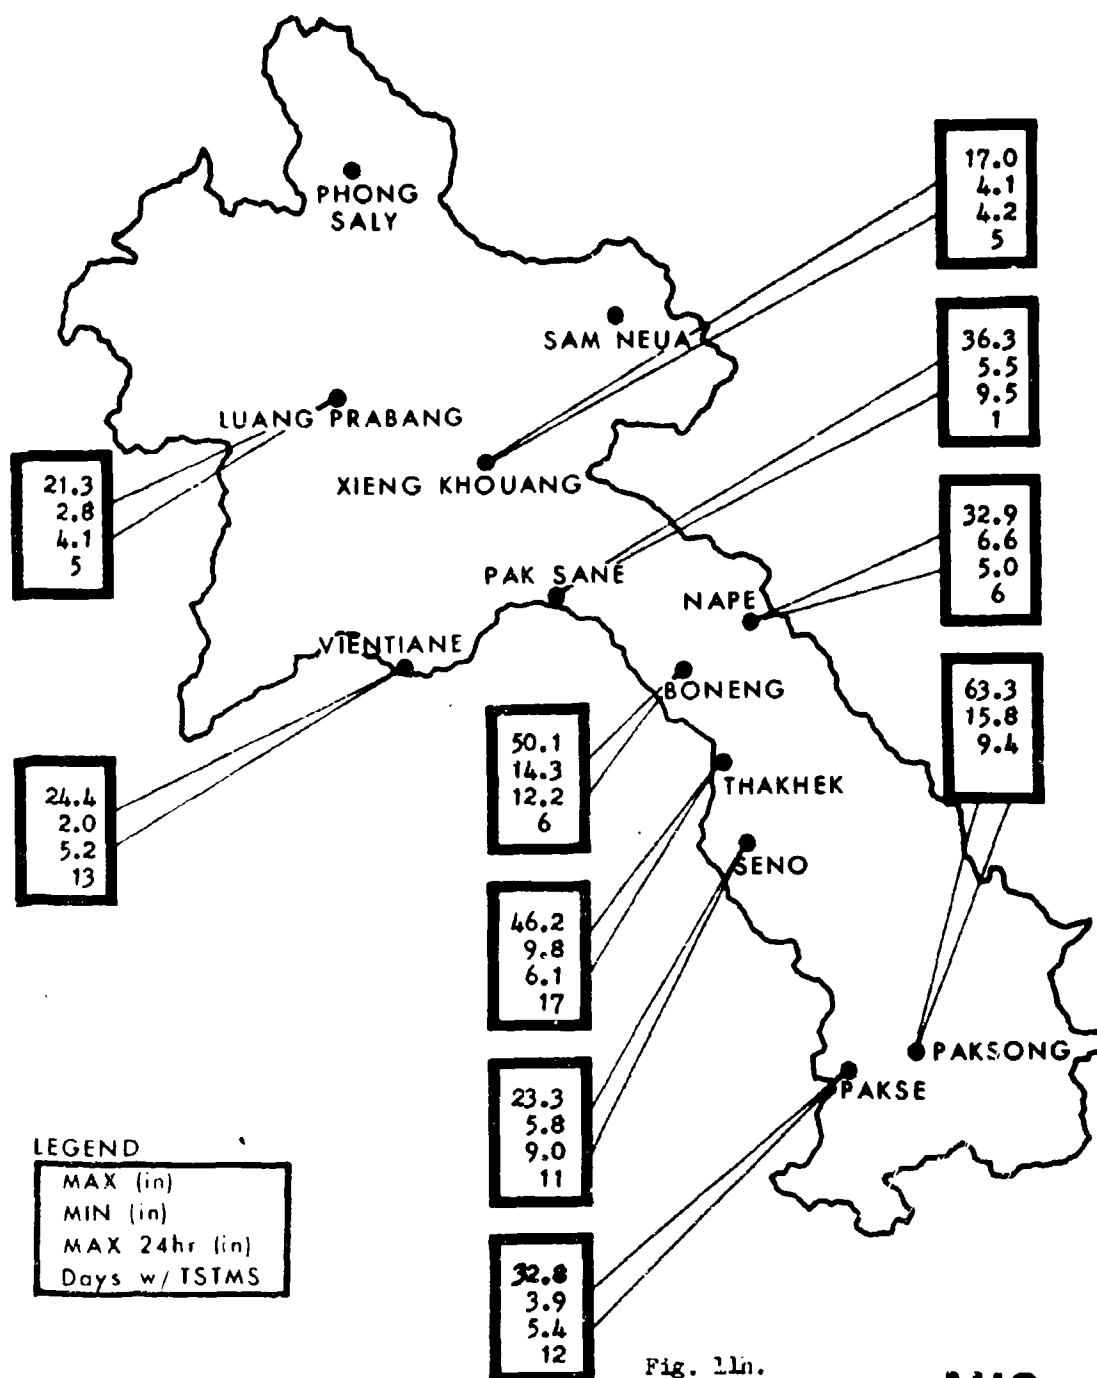 PHONG
SALY
17.0
4.1
4.2
5
SAM NEUA
36.3
5.5
9.5
1
LUANG PRABANG
XIENG KHOUANG
21.3
2.8
4.1
5
32.9
6.6
5.0
6
PAK SANE
NAPE
VIENTIANE
BONENG
63.3
15.8
9.4
50.1
14.3
12.2
6
24.4
2.0
5.2
13
THAKHEK
SENO
46.2
9.8
6.1
17
PAKSONG
PAKSE
23.3
5.8
9.0
11
LEGEND
MAX (in)
MIN (in)
MAX 24hr (in)
Days w/ TSTMS
32.8
3.9
5.4
12
Fig. 11h.